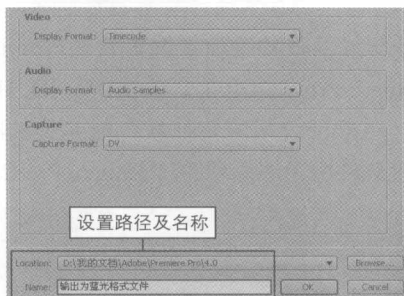 Video
Display Format: Timecode
Audio
Display Format: Audio Samples
Capture
Capture Format: DV
设置路径及名称
Location: D:\我的文档\Adobe\Premiere Pro\4.0 Browse...
Name: 输出为蓝光格式文件 OK Cancel